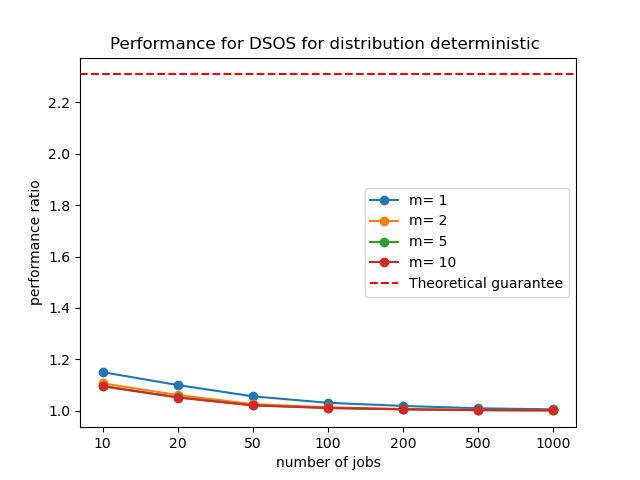 Performance for DSOS for distribution deterministic
performance ratio
2.2
2.0
1.8
1.6
1.4
1.2
1.0
m= 1
m= 2
m= 5
m= 10
Theoretical guarantee
10 20 50 100 200 500 1000
number of jobs